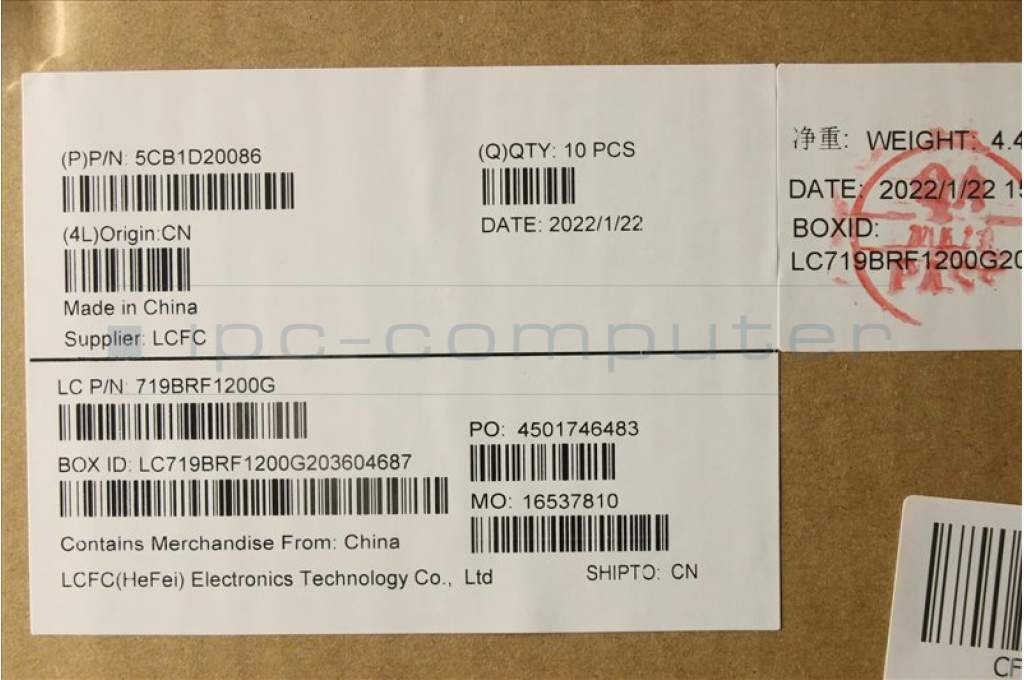 (P)P/N: 5CB1D20086
(Q)QTY: 10 PCS
(4L)Origin:CN
DATE: 2022/1/22
Made in China
Supplier: LCFC
ipc-computer
LC P/N: 719BRF1200G
PO: 4501746483
BOX ID: LC719BRF1200G203604687
MO: 16537810
Contains Merchandise From: China
LCFC(HeFei) Electronics Technology Co., Ltd
SHIPTO: CN
净重: WEIGHT: 4.4
DATE: 2022/1/22 15
BOXID:
LC719BRF1200G20
CF